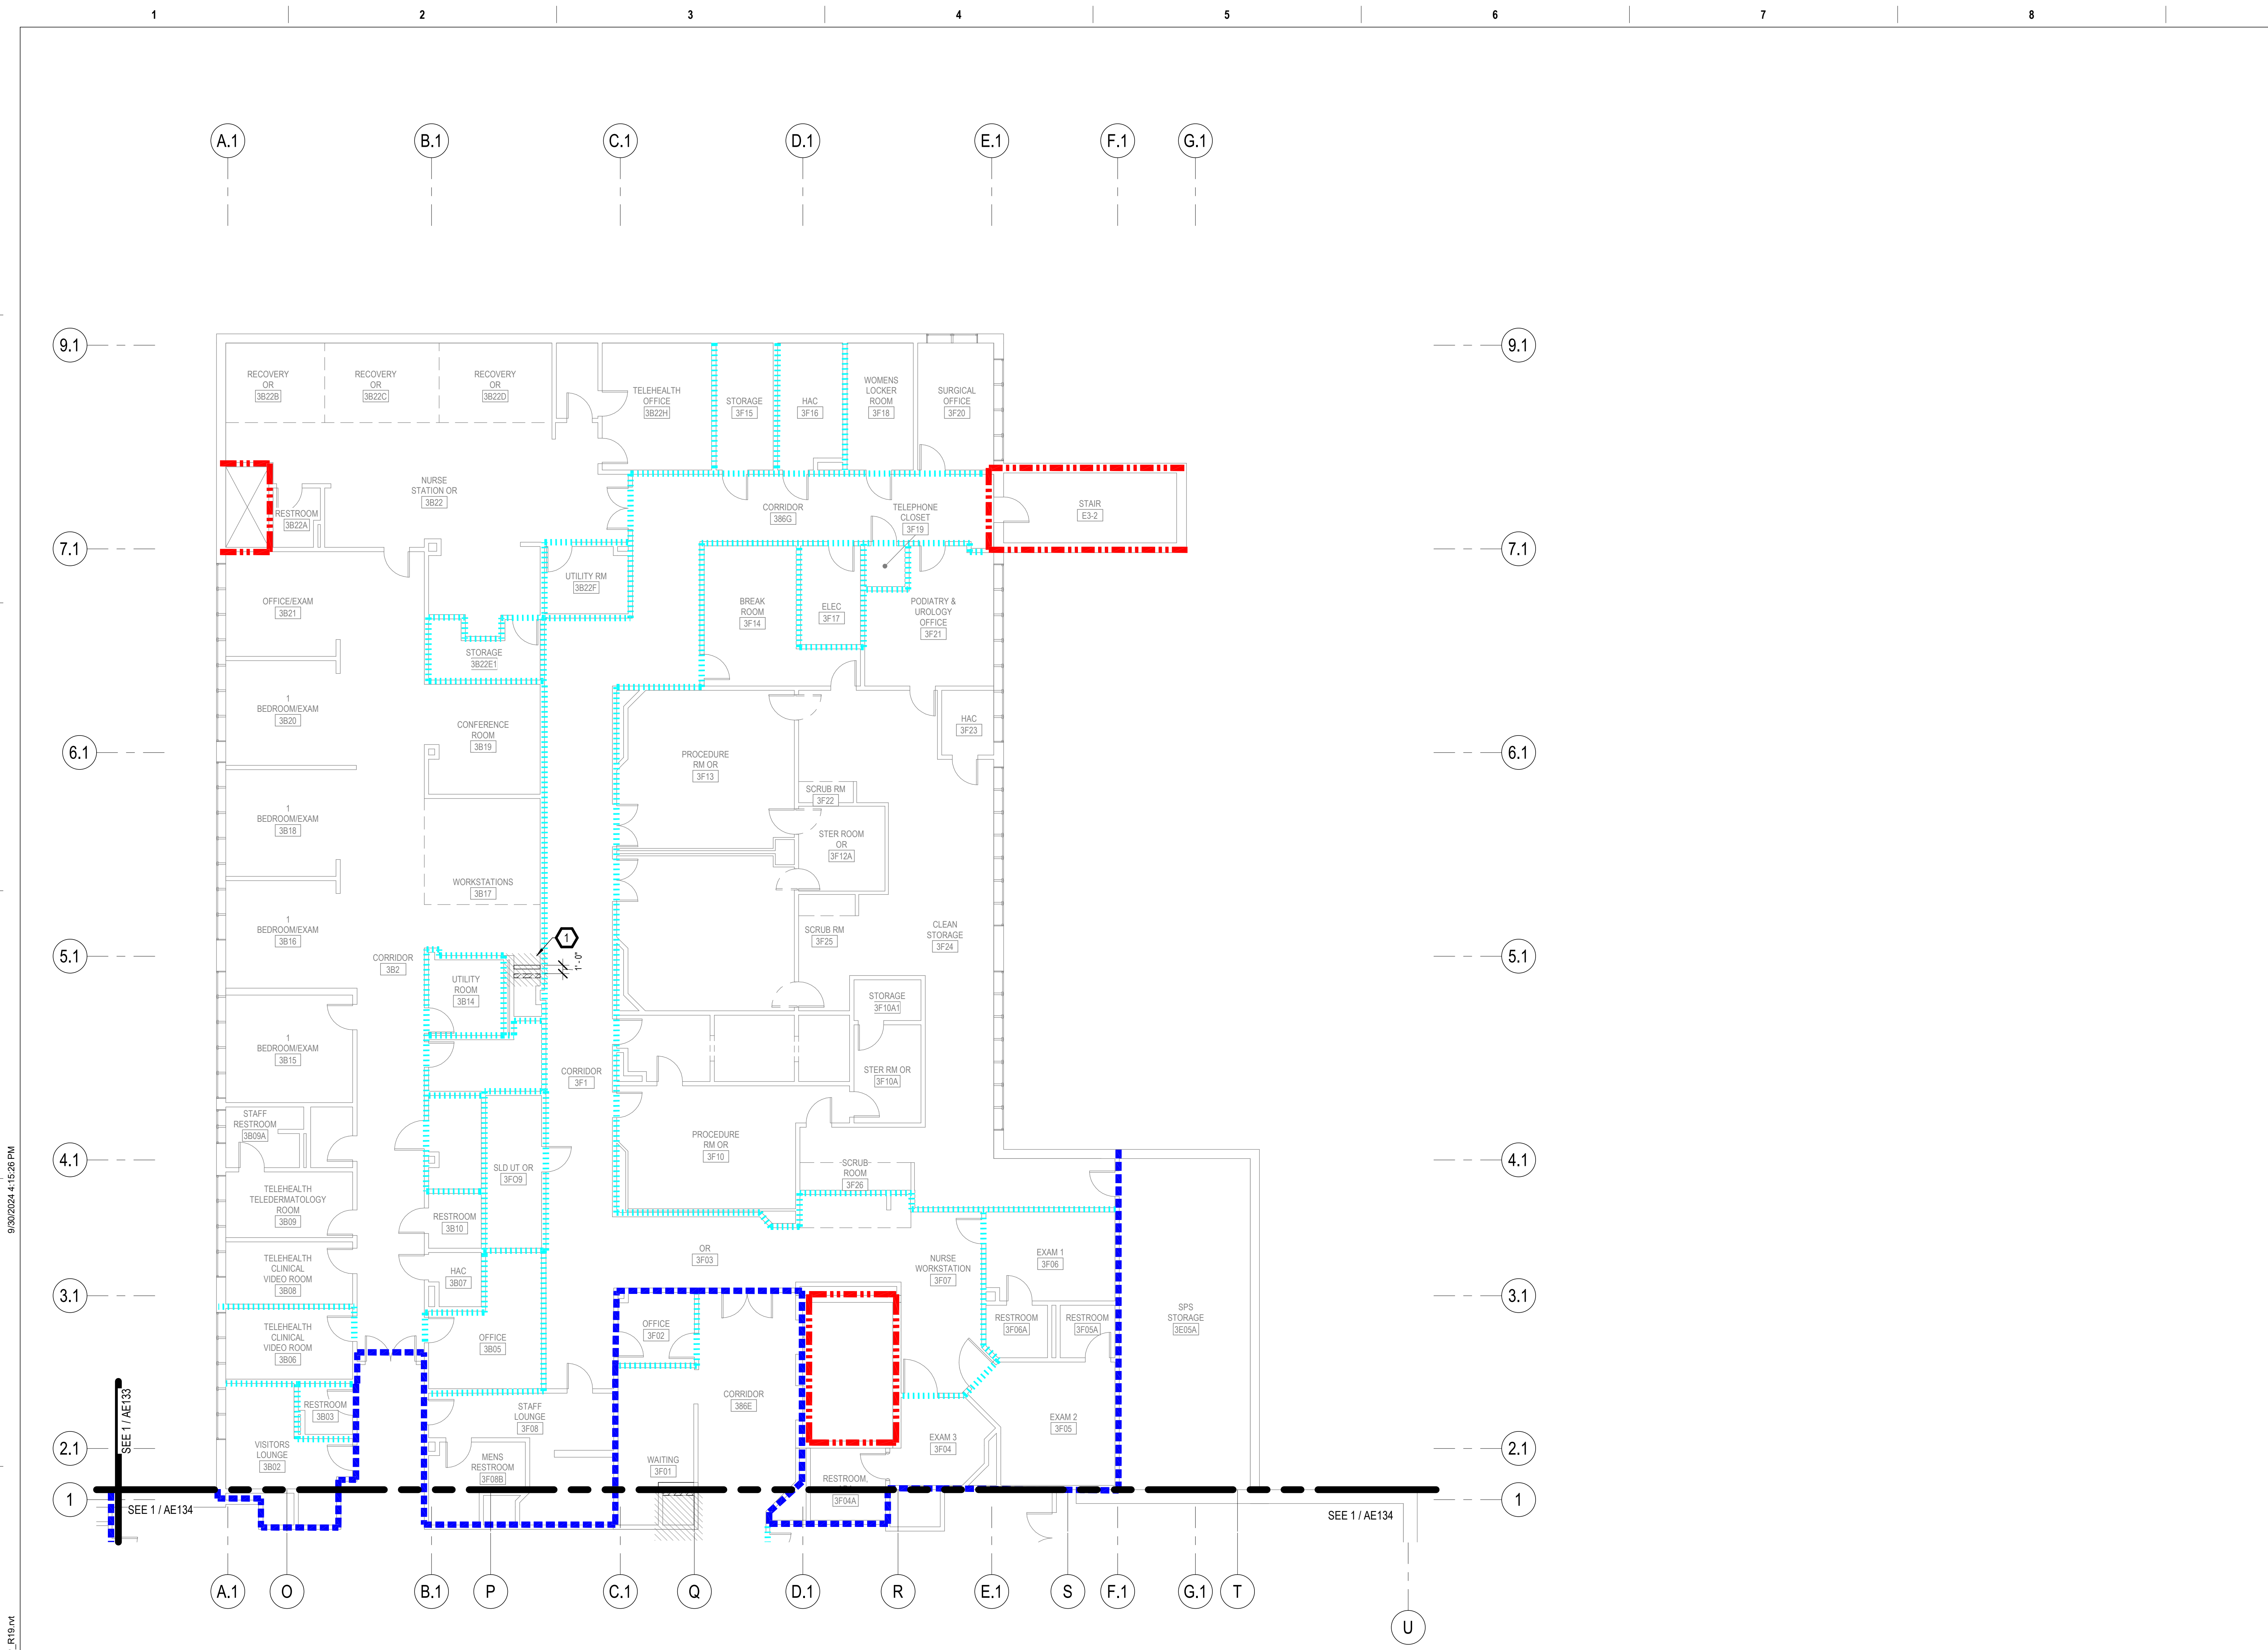 1
2
3
4
5
6
7
8
A.1
B.1
C.1
D.1
E.1
F.1
G.1
9.1
9.1
RECOVERY
OR
3B22B
RECOVERY
OR
3B22C
RECOVERY
OR
3B22D
TELEHEALTH
OFFICE
3B22H
STORAGE
3F15
HAC
3F16
WOMENS
LOCKER
ROOM
3F18
SURGICAL
OFFICE
3F20
NURSE
STATION OR
3B22
RESTROOM
3B22A
CORRIDOR
386G
TELEPHONE
CLOSET
3F19
STAIR
E3-2
7.1
7.1
UTILITY RM
3B22F
OFFICE/EXAM
3B21
BREAK
ROOM
3F14
ELEC
3F17
PODIATRY &
UROLOGY
OFFICE
3F21
STORAGE
3B22E1
1
BEDROOM/EXAM
3B20
CONFERENCE
ROOM
3B19
HAC
3F23
6.1
6.1
PROCEDURE
RM OR
3F13
SCRUB RM
3F22
1
BEDROOM/EXAM
3B18
STER ROOM
OR
3F12A
WORKSTATIONS
3B17
1
BEDROOM/EXAM
3B16
SCRUB RM
3F25
CLEAN
STORAGE
3F24
1
1' - 0"
5.1
5.1
CORRIDOR
3B2
UTILITY
ROOM
3B14
STORAGE
3F10A1
1
BEDROOM/EXAM
3B15
CORRIDOR
3F1
STER RM OR
3F10A
STAFF
RESTROOM
3B09A
PROCEDURE
RM OR
3F10
4.1
4.1
SLD UT OR
3FO9
SCRUB
ROOM
3F26
TELEHEALTH
TELEDERMATOLOGY
ROOM
3B09
RESTROOM
3B10
OR
3F03
NURSE
WORKSTATION
3F07
EXAM 1
3F06
TELEHEALTH
CLINICAL
VIDEO ROOM
3B08
HAC
3B07
3.1
3.1
OFFICE
3F02
RESTROOM
3F06A
RESTROOM
3F05A
SPS
STORAGE
3E05A
TELEHEALTH
CLINICAL
VIDEO ROOM
3B06
OFFICE
3B05
CORRIDOR
386E
RESTROOM
3B03
STAFF
LOUNGE
3F08
EXAM 2
3F05
EXAM 3
3F04
2.1
2.1
VISITORS
LOUNGE
3B02
MENS
RESTROOM
3F08B
WAITING
3F01
RESTROOM
3F04A
1
1
SEE 1 / AE133
SEE 1 / AE134
SEE 1 / AE134
A.1
O
B.1
P
C.1
Q
D.1
R
E.1
S
F.1
G.1
T
U
9/30/2024 4:15:26 PM
_R19.rvt